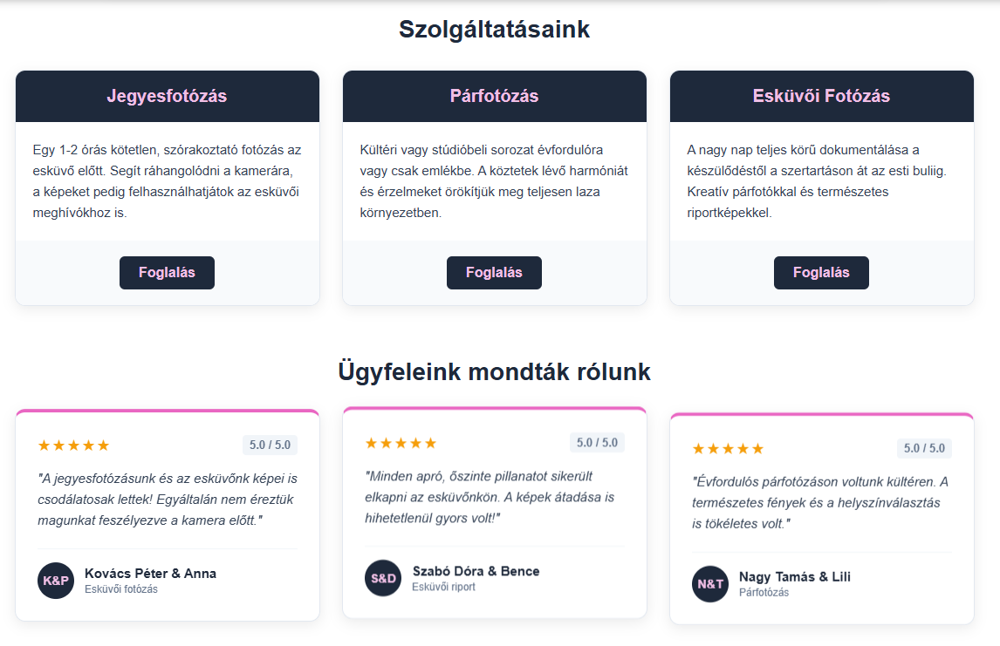 Szolgáltatásaink
Jegyesfotózás
Egy 1-2 órás kötetlen, szórakoztató fotózás az
esküvő előtt. Segít ráhangolódni a kamerára,
a képeket pedig felhasználhatjátok az esküvői
meghívókhoz is.
Foglalás
Párfotózás
Kültéri vagy stúdióbeli sorozat évfordulóra
vagy csak emlékbe. A köztetek lévő harmóniát
és érzelmeket örökítjük meg teljesen laza
környezetben.
Foglalás
Esküvői Fotózás
A nagy nap teljes körű dokumentálása a
készülődéstől a szertartáson át az esti buliig.
Kreatív párfotókkal és természetes
riportképekkel.
Foglalás
Ügyfeleink mondták rólunk
★★★★★ 5.0 / 5.0
"A jegyesfotózásunk és az esküvőnk képei is
csodálatosak lettek! Egyáltalán nem éreztük
magunkat feszélyezve a kamera előtt."
K&P
Kovács Péter & Anna
Esküvői fotózás
★★★★★ 5.0 / 5.0
"Minden apró, őszinte pillanatot sikerült
elkapni az esküvőnkön. A képek átadása is
hihetetlenül gyors volt!"
S&D
Szabó Dóra & Bence
Esküvői riport
★★★★★ 5.0 / 5.0
"Évfordulós párfotózáson voltunk kültéren. A
természetes fények és a helyszínválasztás
is tökéletes volt."
N&T
Nagy Tamás & Lili
Párfotózás